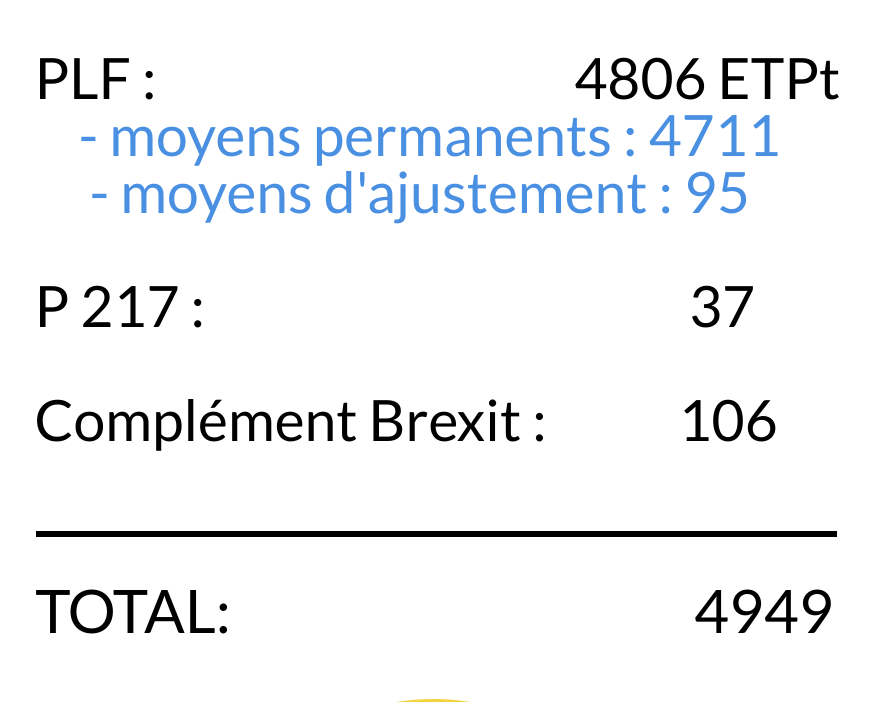 PLF : 4806 ETPt
- moyens permanents : 4711
- moyens d'ajustement : 95
P 217 : 37
Complément Brexit : 106
TOTAL: 4949